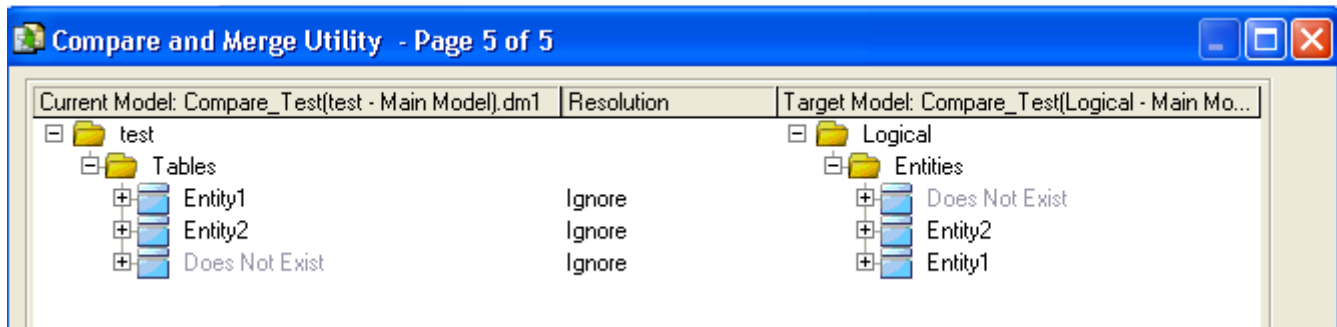 Compare and Merge Utility - Page 5 of 5
Current Model: Compare_Test(test - Main Model).dm1 Resolution Target Model: Compare_Test(Logical - Main Mo...
test Logical
Tables Entities
Entity1 Ignore Does Not Exist
Entity2 Ignore Entity2
Does Not Exist Ignore Entity1